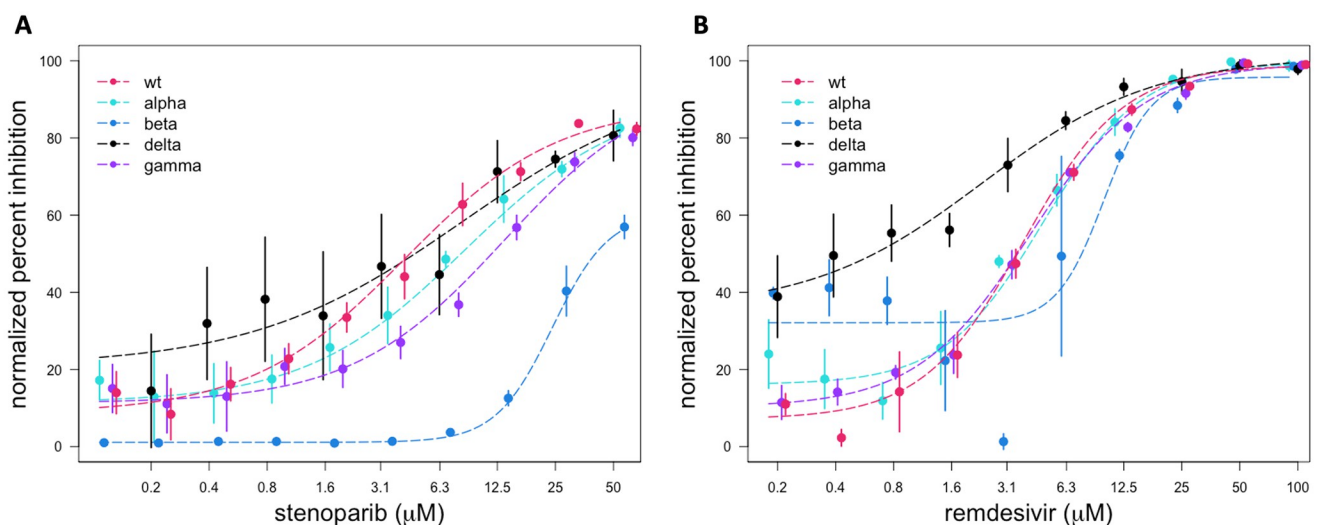 A
normalized percent inhibition
100
80
60
40
20
0
wt
alpha
beta
delta
gamma
0.2
0.4
0.8
1.6
3.1
6.3
12.5
25
50
stenoparib (μM)
B
normalized percent inhibition
100
80
60
40
20
0
wt
alpha
beta
delta
gamma
0.2
0.4
0.8
1.6
3.1
6.3
12.5
25
50
100
remdesivir (μM)